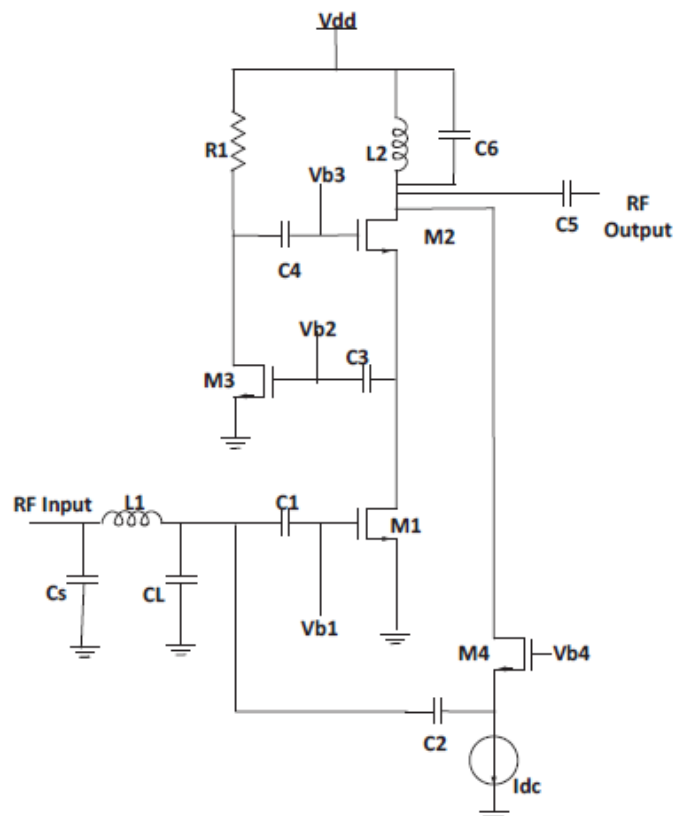 Vdd
R1
L2
C6
Vb3
RF
Output
C5
M2
C4
Vb2
C3
M3
RF Input
L1
C1
M1
Cs
CL
Vb1
M4
Vb4
C2
Idc